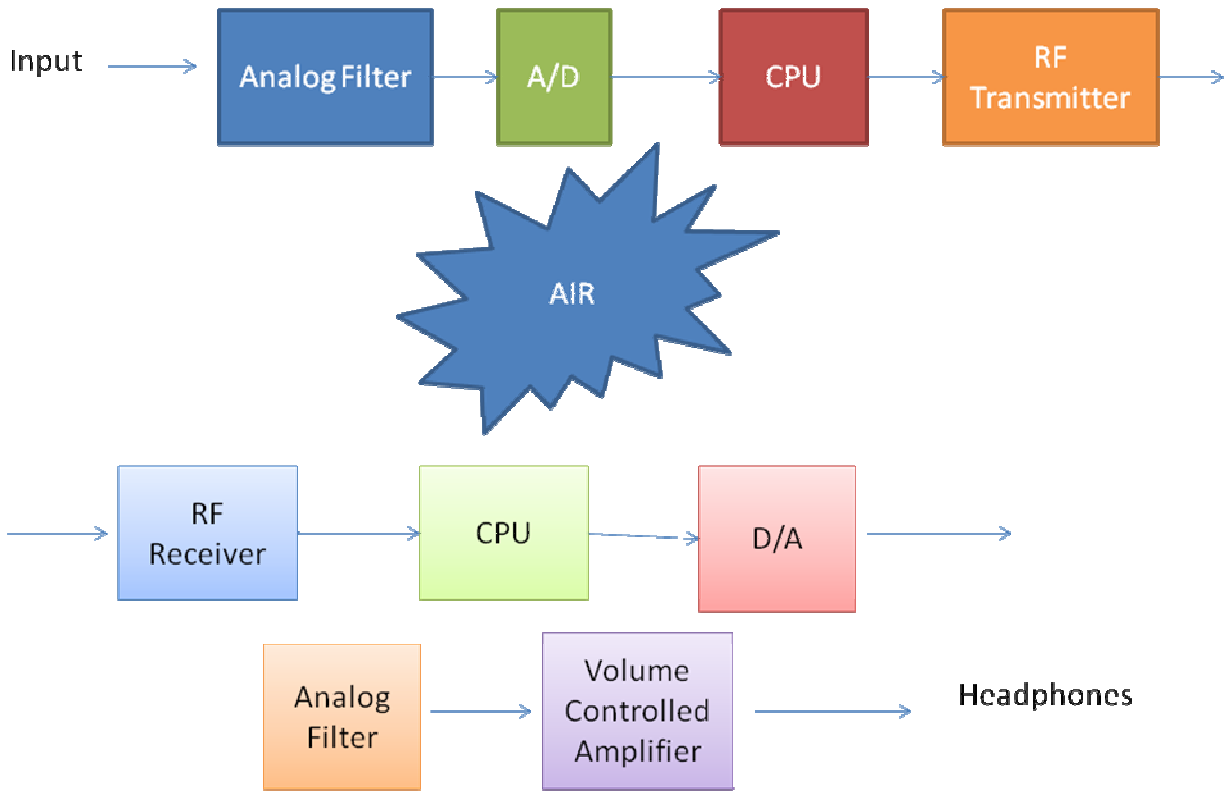 Input
Analog Filter
A/D
CPU
RF
Transmitter
AIR
RF
Receiver
CPU
D/A
Analog
Filter
Volume
Controlled
Amplifier
Headphones